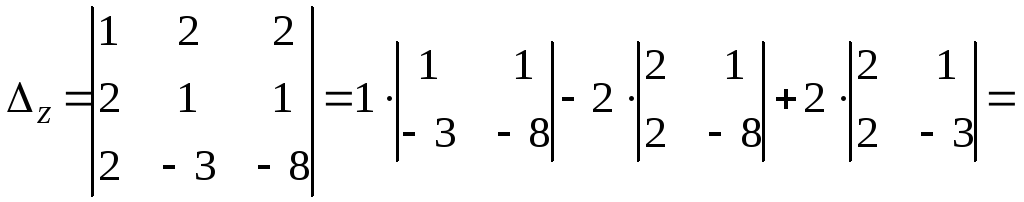 Δ_z = |1 2 2; 2 1 1; 2 -3 -8| = 1·|1 1; -3 -8| - 2·|2 1; 2 -8| + 2·|2 1; 2 -3| =